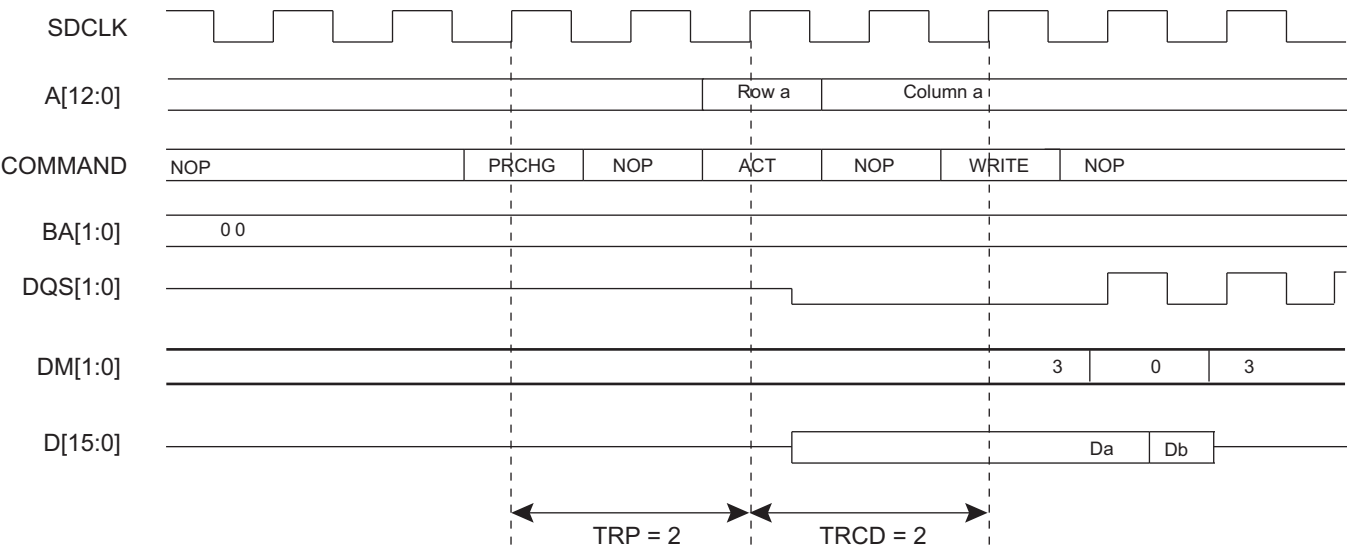 SDCLK
A[12:0] Row a Column a
COMMAND NOP PRCHG NOP ACT NOP WRITE NOP
BA[1:0] 0 0
DQS[1:0]
DM[1:0] 3 0 3
D[15:0] Da Db
TRP = 2 TRCD = 2